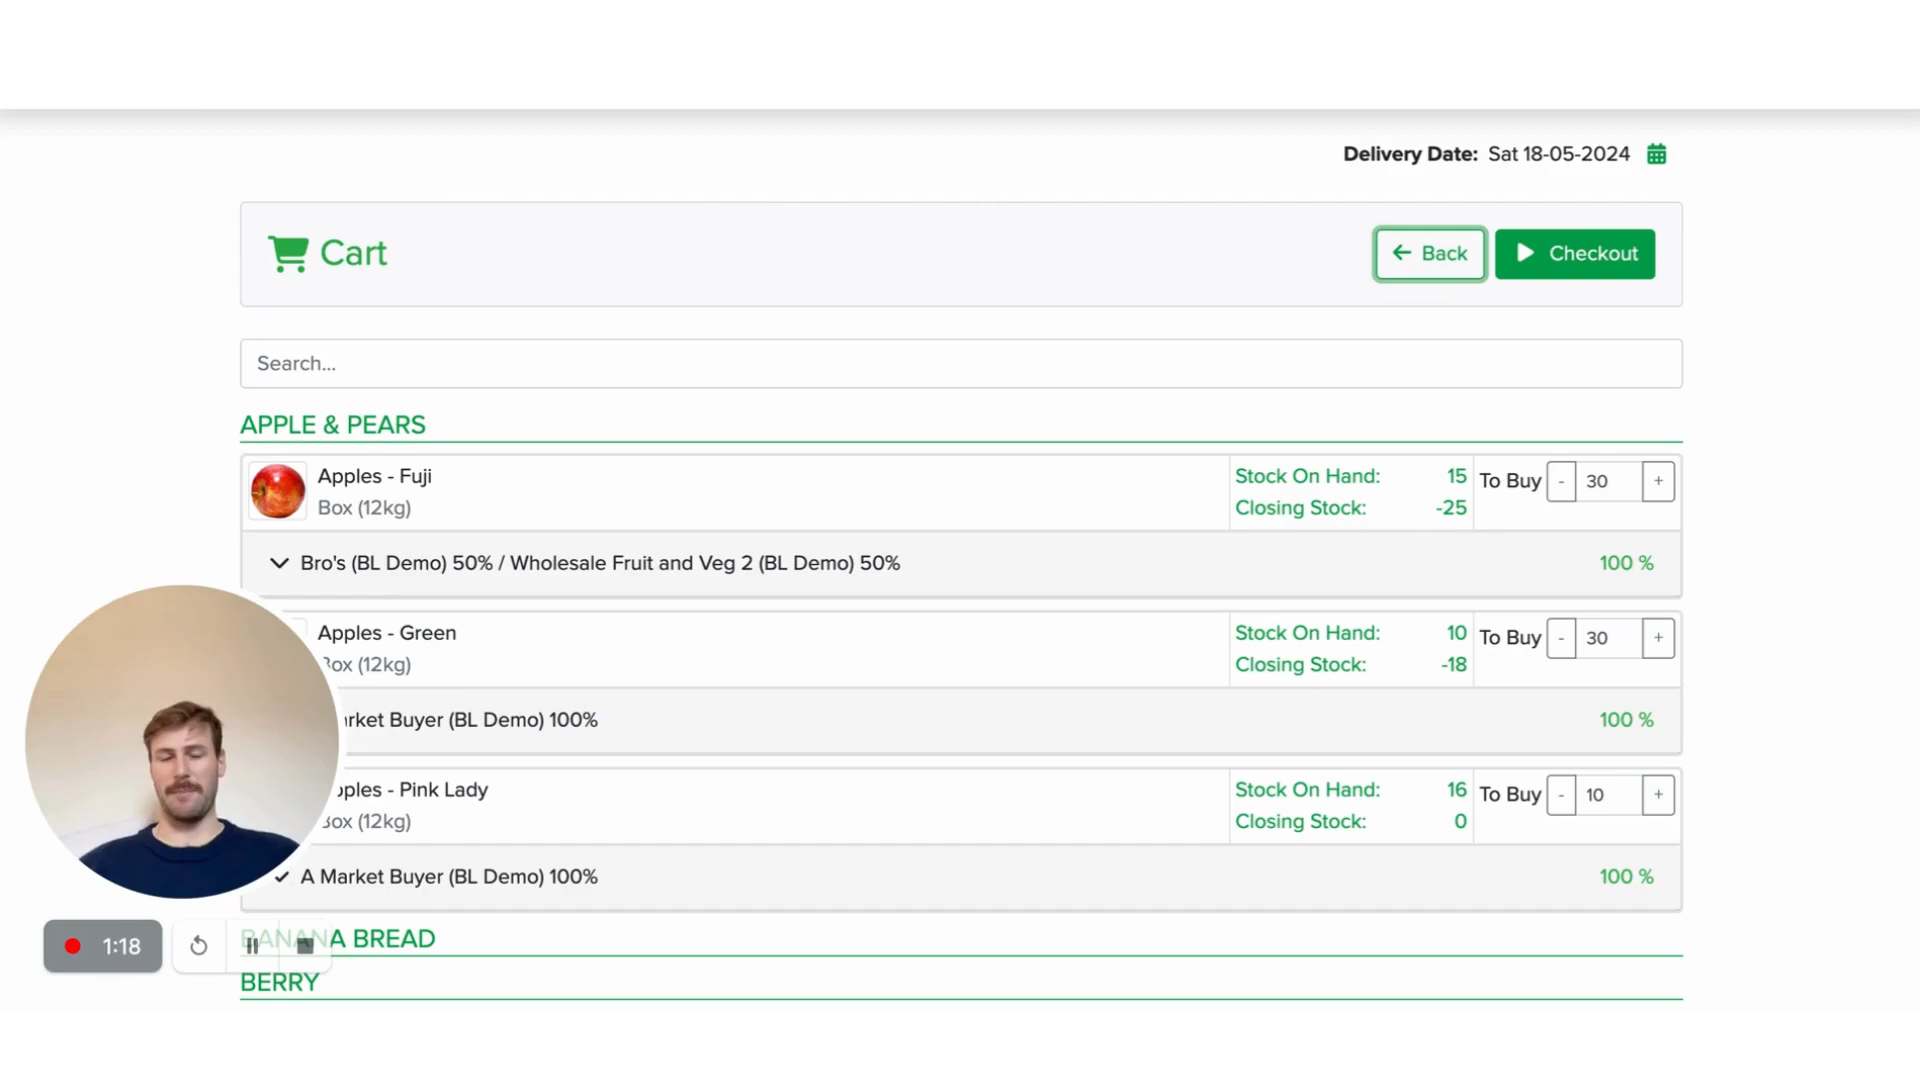 Delivery Date: Sat 18-05-2024
Cart
Back
Checkout
Search...
APPLE & PEARS
Apples - Fuji
Stock On Hand: 15
To Buy - 30 +
Box (12kg)
Closing Stock: -25
Bro's (BL Demo) 50% / Wholesale Fruit and Veg 2 (BL Demo) 50% 100 %
Apples - Green
Stock On Hand: 10
To Buy - 30 +
Box (12kg)
Closing Stock: -18
Buyer (BL Demo) 100% 100 %
- Pink Lady
Stock On Hand: 16
To Buy - 10 +
(12kg)
Closing Stock: 0
A Market Buyer (BL Demo) 100% 100 %
1:18
BANANA BREAD
BERRY